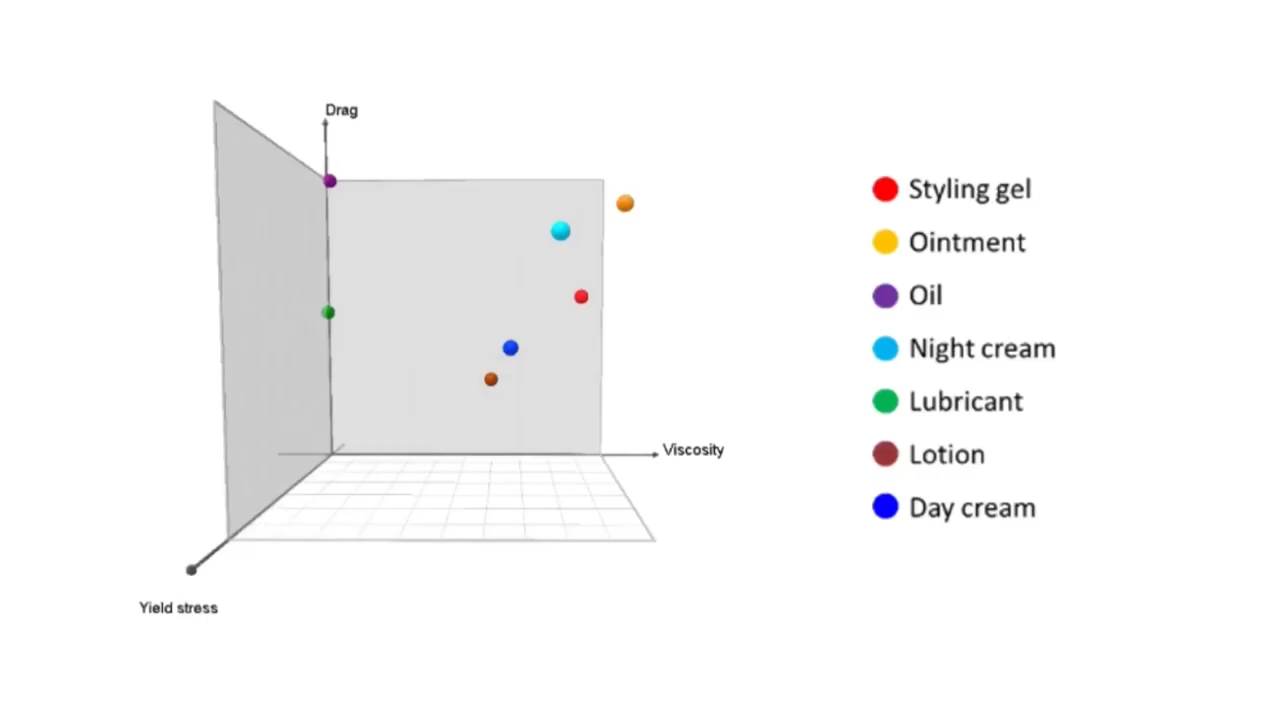 Drag
Viscosity
Yield stress
Styling gel
Ointment
Oil
Night cream
Lubricant
Lotion
Day cream